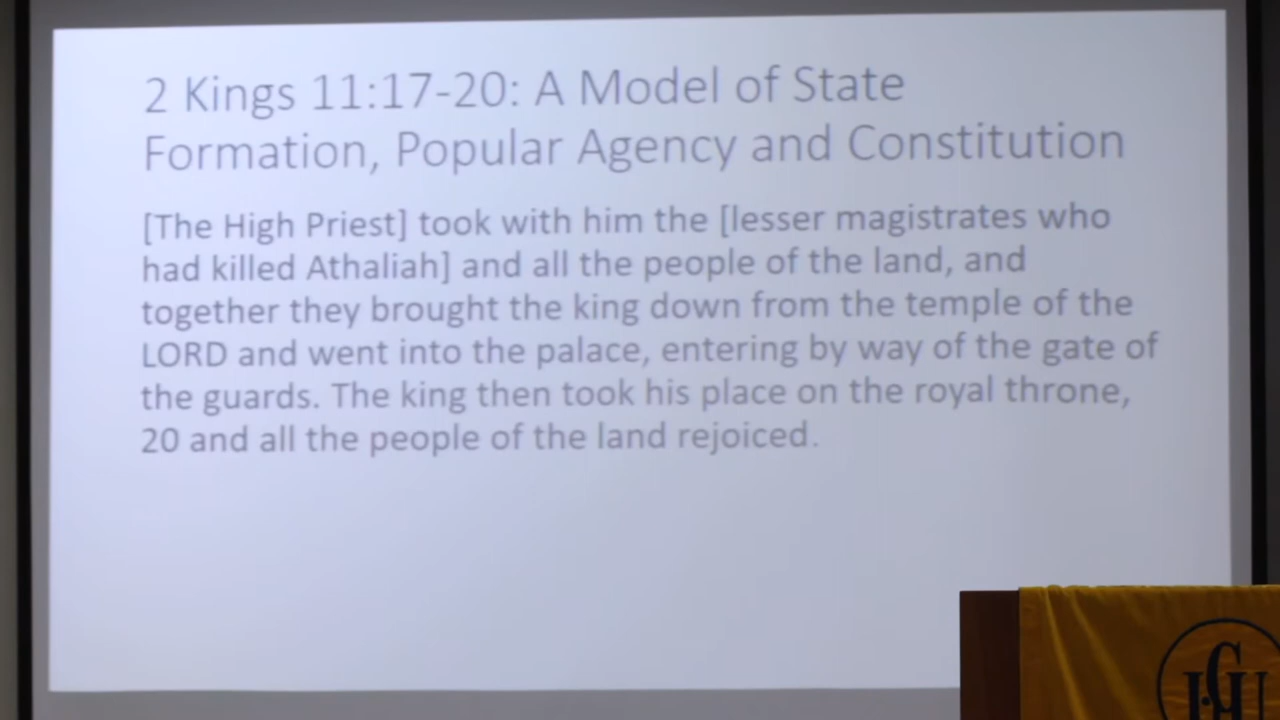 2 Kings 11:17-20: A Model of State
Formation, Popular Agency and Constitution
[The High Priest] took with him the [lesser magistrates who
had killed Athaliah] and all the people of the land, and
together they brought the king down from the temple of the
LORD and went into the palace, entering by way of the gate of
the guards. The king then took his place on the royal throne,
20 and all the people of the land rejoiced.